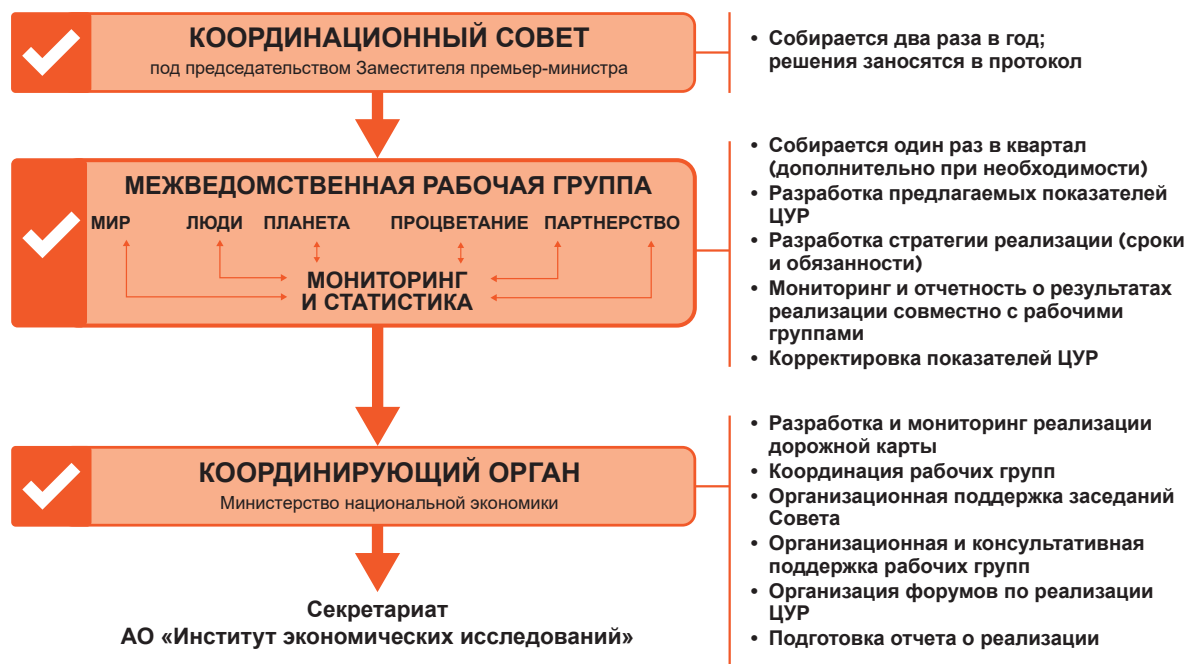 КООРДИНАЦИОННЫЙ СОВЕТ
под председательством Заместителя премьер-министра
• Собирается два раза в год;
решения заносятся в протокол
МЕЖВЕДОМСТВЕННАЯ РАБОЧАЯ ГРУППА
МИР ЛЮДИ ПЛАНЕТА ПРОЦВЕТАНИЕ ПАРТНЕРСТВО
МОНИТОРИНГ
И СТАТИСТИКА
• Собирается один раз в квартал
(дополнительно при необходимости)
• Разработка предлагаемых показателей
ЦУР
• Разработка стратегии реализации (сроки
и обязанности)
• Мониторинг и отчетность о результатах
реализации совместно с рабочими
группами
• Корректировка показателей ЦУР
КООРДИНИРУЮЩИЙ ОРГАН
Министерство национальной экономики
• Разработка и мониторинг реализации
дорожной карты
• Координация рабочих групп
• Организационная поддержка заседаний
Совета
• Организационная и консультативная
поддержка рабочих групп
• Организация форумов по реализации
ЦУР
• Подготовка отчета о реализации
Секретариат
АО «Институт экономических исследований»